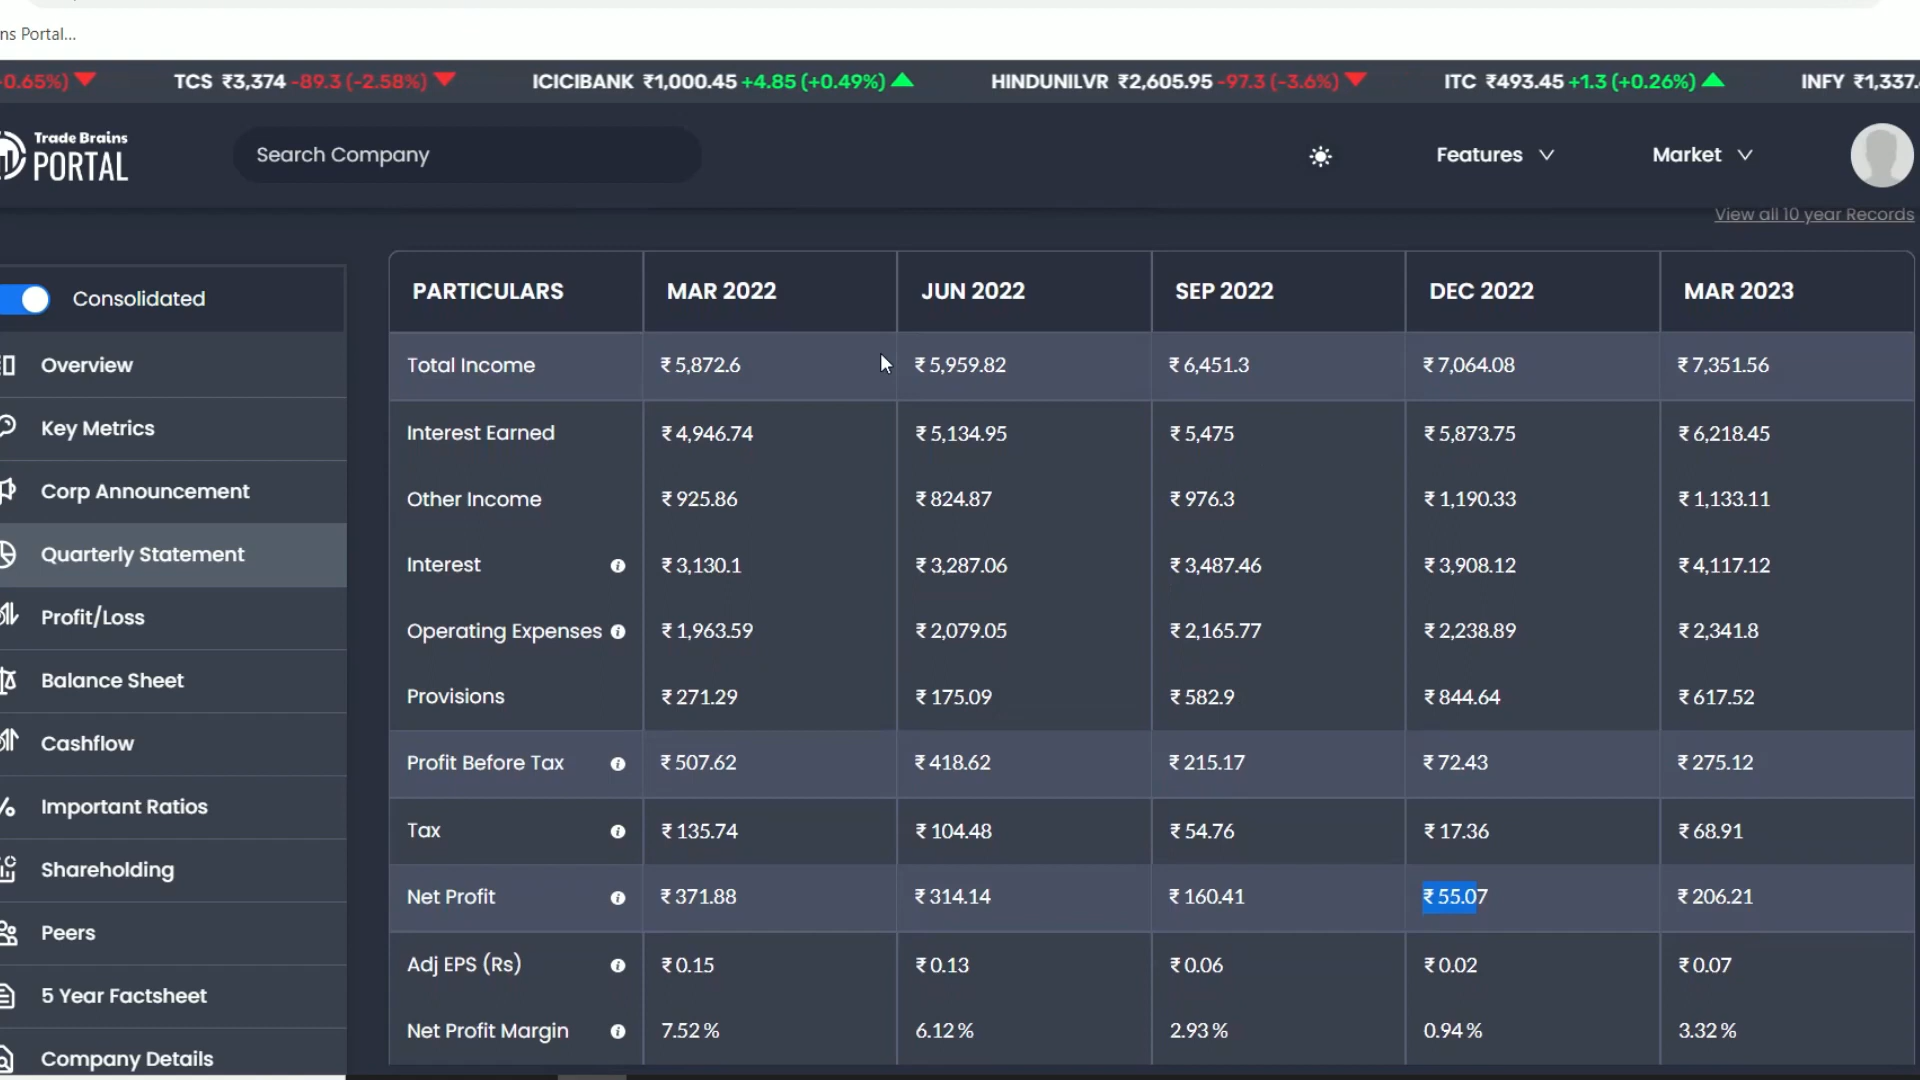 ns Portal...
-0.65%) TCS ₹3,374 -89.3 (-2.58%) ICICIBANK ₹1,000.45 +4.85 (+0.49%) HINDUNILVR ₹2,605.95 -97.3 (-3.6%) ITC ₹493.45 +1.3 (+0.26%) INFY ₹1,337.
Trade Brains
PORTAL
Search Company
Features
Market
View all 10 year Records
Consolidated
Overview
Key Metrics
Corp Announcement
Quarterly Statement
Profit/Loss
Balance Sheet
Cashflow
Important Ratios
Shareholding
Peers
5 Year Factsheet
Company Details
PARTICULARS MAR 2022 JUN 2022 SEP 2022 DEC 2022 MAR 2023
Total Income ₹ 5,872.6 ₹ 5,959.82 ₹ 6,451.3 ₹ 7,064.08 ₹ 7,351.56
Interest Earned ₹ 4,946.74 ₹ 5,134.95 ₹ 5,475 ₹ 5,873.75 ₹ 6,218.45
Other Income ₹ 925.86 ₹ 824.87 ₹ 976.3 ₹ 1,190.33 ₹ 1,133.11
Interest ₹ 3,130.1 ₹ 3,287.06 ₹ 3,487.46 ₹ 3,908.12 ₹ 4,117.12
Operating Expenses ₹ 1,963.59 ₹ 2,079.05 ₹ 2,165.77 ₹ 2,238.89 ₹ 2,341.8
Provisions ₹ 271.29 ₹ 175.09 ₹ 582.9 ₹ 844.64 ₹ 617.52
Profit Before Tax ₹ 507.62 ₹ 418.62 ₹ 215.17 ₹ 72.43 ₹ 275.12
Tax ₹ 135.74 ₹ 104.48 ₹ 54.76 ₹ 17.36 ₹ 68.91
Net Profit ₹ 371.88 ₹ 314.14 ₹ 160.41 ₹ 55.07 ₹ 206.21
Adj EPS (Rs) ₹ 0.15 ₹ 0.13 ₹ 0.06 ₹ 0.02 ₹ 0.07
Net Profit Margin 7.52 % 6.12 % 2.93 % 0.94 % 3.32 %